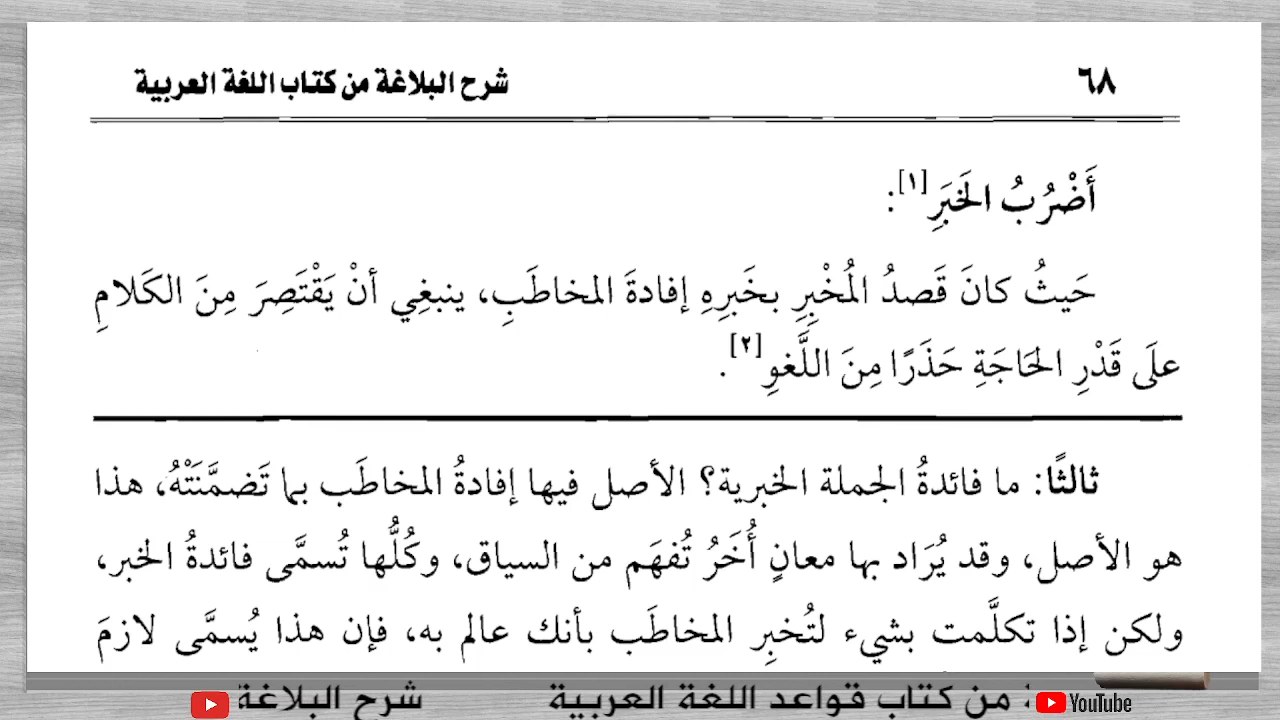 ٦٨
شرح البلاغة من كتاب اللغة العربية
أَضْرُبُ الخَبَرِ[١]:
حَيثُ كانَ قَصدُ المُخْبِرِ بخَبرِهِ إفادةَ المخاطَبِ، ينبغِي أنْ يَقْتَصِرَ مِنَ الكَلامِ
علَى قَدْرِ الحَاجَةِ حَذَرًا مِنَ اللَّغوِ[٢].
ثالثًا: ما فائدةُ الجملة الخبرية؟ الأصل فيها إفادةُ المخاطَب بما تَضمَّنَتْهُ، هذا
هو الأصل، وقد يُرَاد بها معانٍ أُخَرُ تُفهَم من السياق، وكُلُّها تُسمَّى فائدةُ الخبر،
ولكن إذا تكلَّمت بشيء لتُخبِر المخاطَب بأنك عالم به، فإن هذا يُسمَّى لازمَ
YouTube من كتاب قواعد اللغة العربية شرح البلاغة